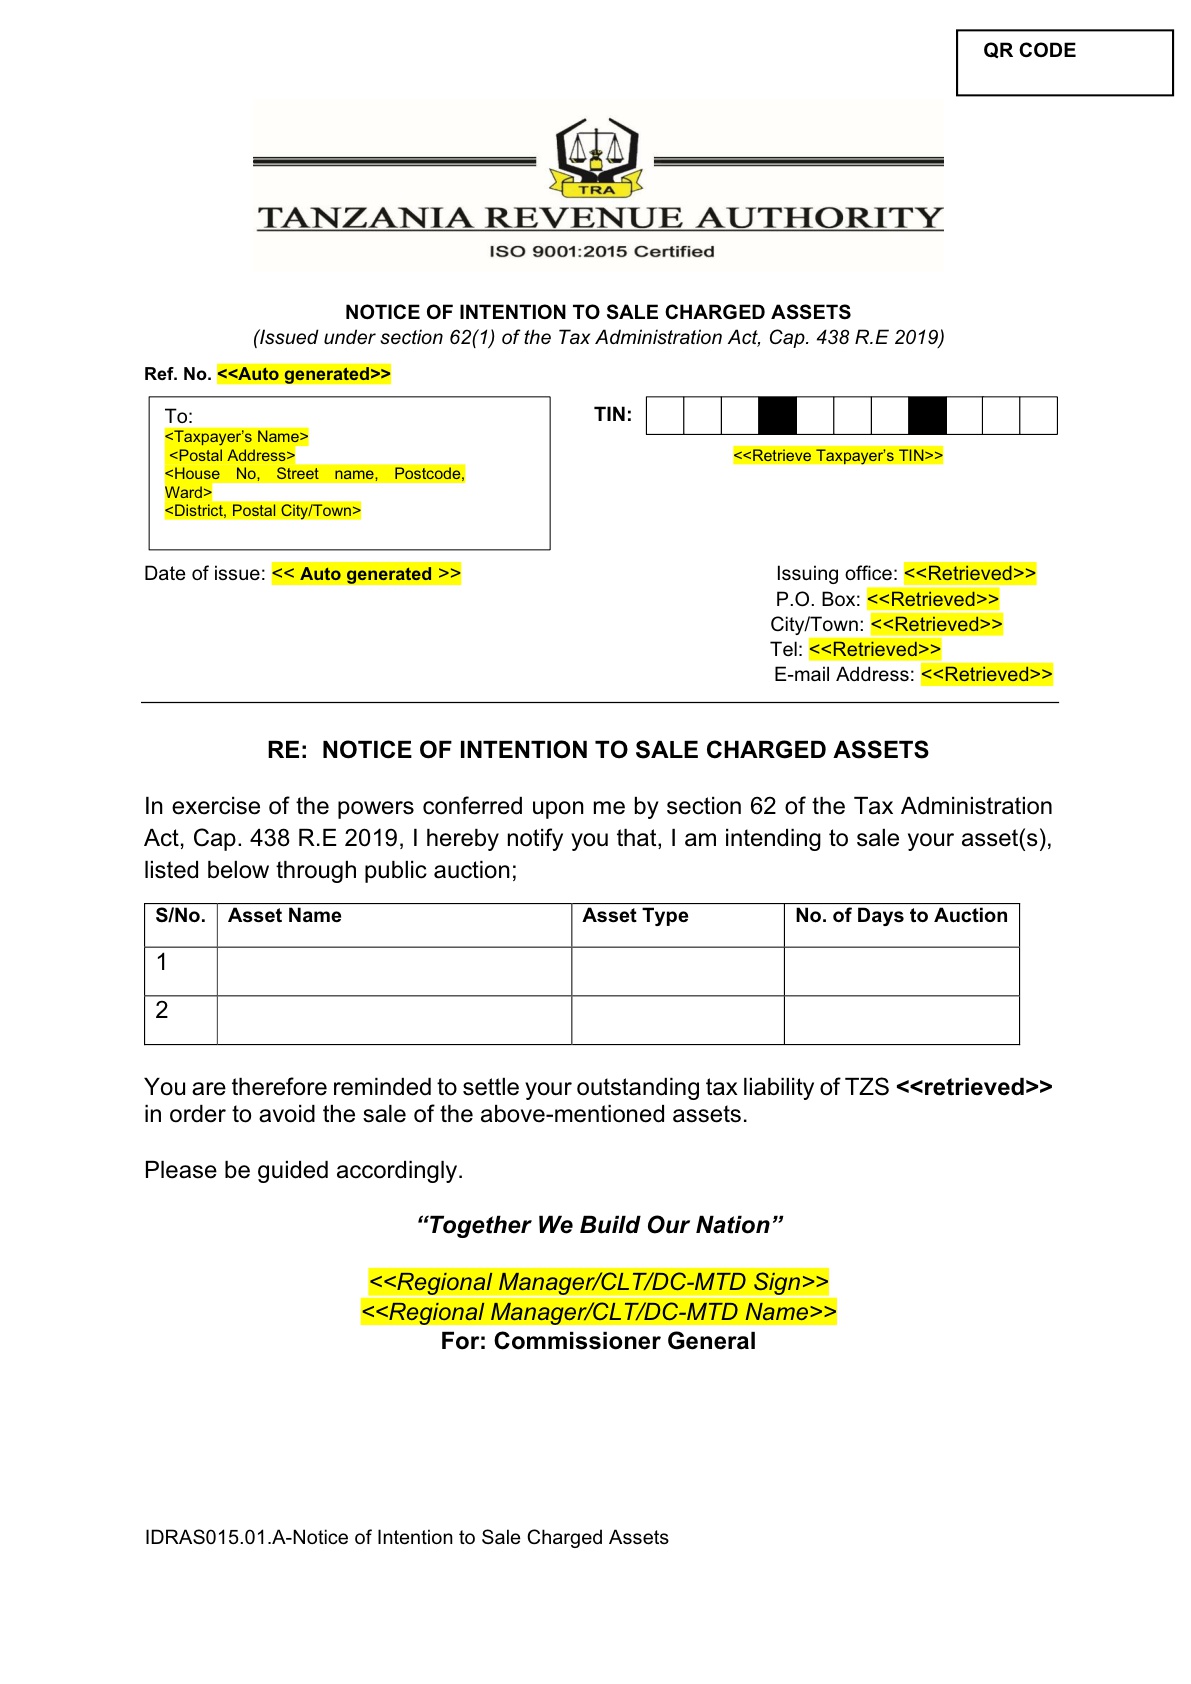 QR CODE
TRA
TANZANIA REVENUE AUTHORITY
ISO 9001:2015 Certified
NOTICE OF INTENTION TO SALE CHARGED ASSETS
(Issued under section 62(1) of the Tax Administration Act, Cap. 438 R.E 2019)
Ref. No. <<Auto generated>>
To:
<Taxpayer’s Name>
<Postal Address>
<House No, Street name, Postcode,
Ward>
<District, Postal City/Town>
TIN:
<<Retrieve Taxpayer’s TIN>>
Date of issue: << Auto generated >>
Issuing office: <<Retrieved>>
P.O. Box: <<Retrieved>>
City/Town: <<Retrieved>>
Tel: <<Retrieved>>
E-mail Address: <<Retrieved>>
RE: NOTICE OF INTENTION TO SALE CHARGED ASSETS
In exercise of the powers conferred upon me by section 62 of the Tax Administration
Act, Cap. 438 R.E 2019, I hereby notify you that, I am intending to sale your asset(s),
listed below through public auction;
S/No. Asset Name Asset Type No. of Days to Auction
1
2
You are therefore reminded to settle your outstanding tax liability of TZS <<retrieved>>
in order to avoid the sale of the above-mentioned assets.
Please be guided accordingly.
“Together We Build Our Nation”
<<Regional Manager/CLT/DC-MTD Sign>>
<<Regional Manager/CLT/DC-MTD Name>>
For: Commissioner General
IDRAS015.01.A-Notice of Intention to Sale Charged Assets